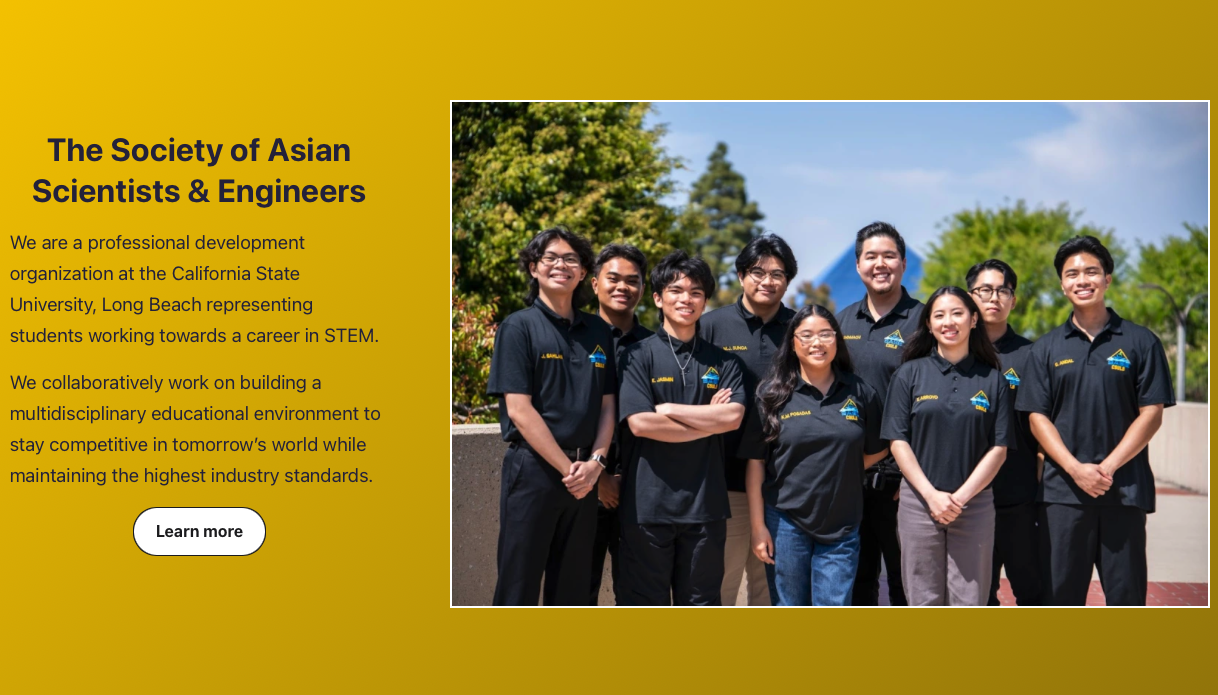 The Society of Asian
Scientists & Engineers
We are a professional development
organization at the California State
University, Long Beach representing
students working towards a career in STEM.
We collaboratively work on building a
multidisciplinary educational environment to
stay competitive in tomorrow’s world while
maintaining the highest industry standards.
Learn more
E. JASMIN
K.M. POSADAS